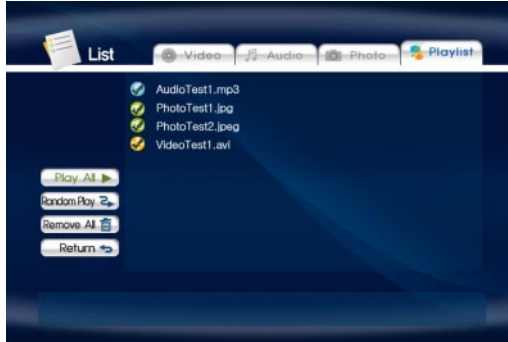 List
Video
Audio
Photo
Playlist
AudioTest1.mp3
PhotoTest1.jpg
PhotoTest2.jpeg
VideoTest1.avi
Play All
Random Play
Remove All
Return